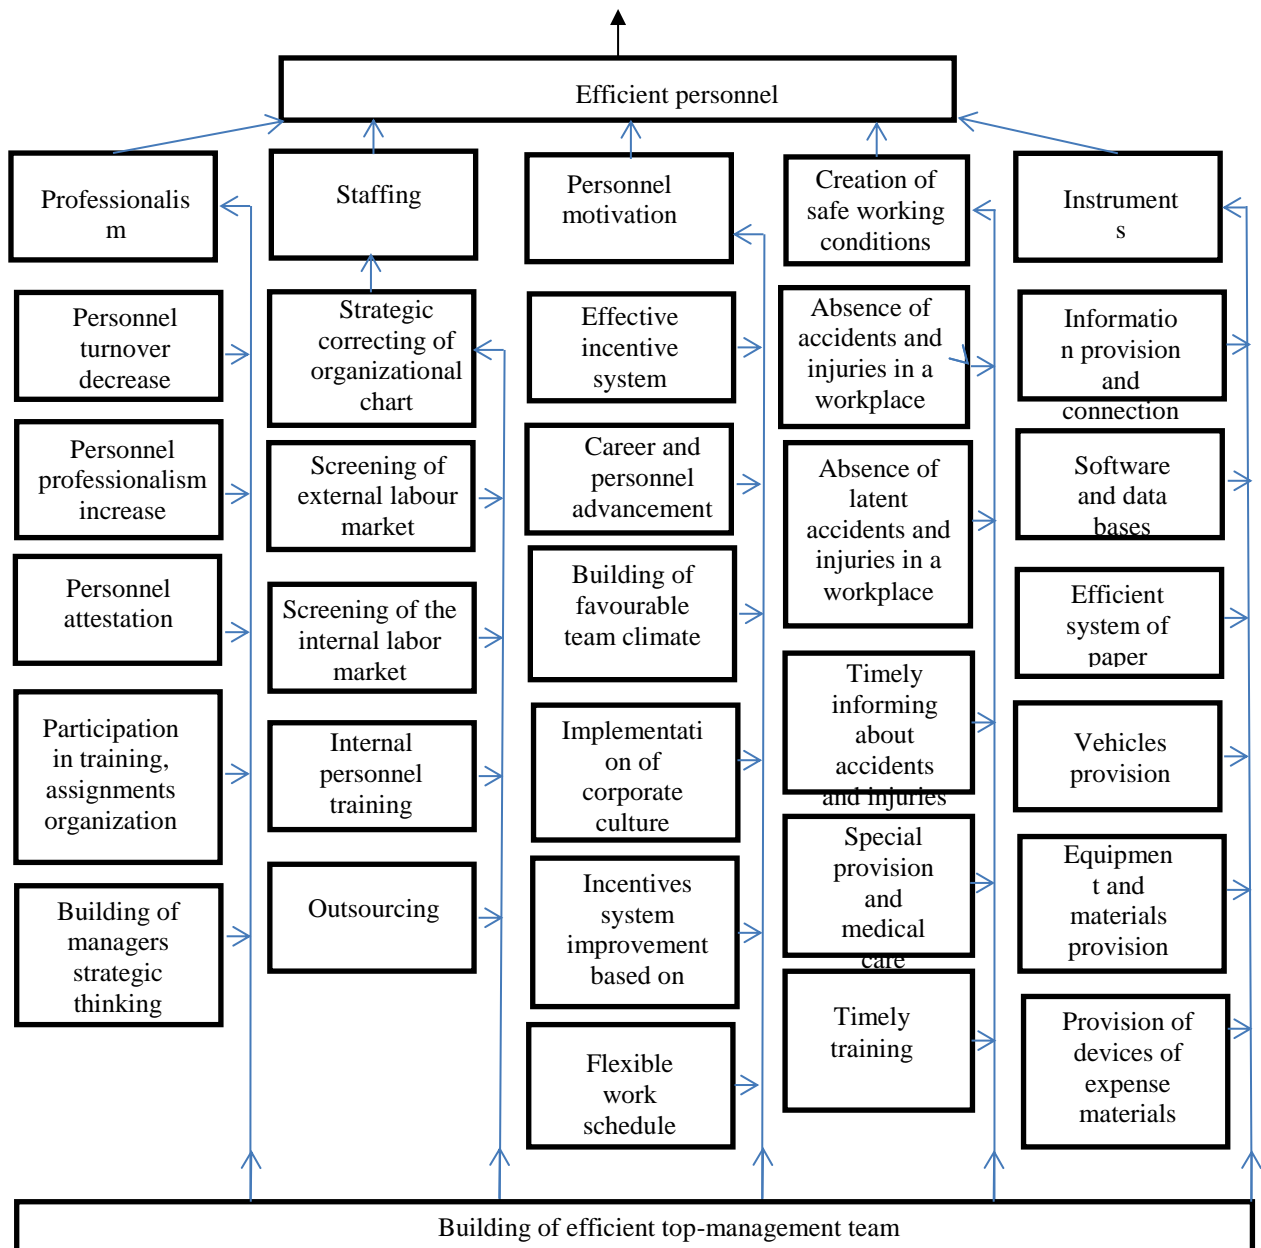 Efficient personnel
Professionalis
m
Staffing
Personnel
motivation
Creation of
safe working
conditions
Instrument
s
Personnel
turnover
decrease
Strategic
correcting of
organizational
chart
Effective
incentive
system
Absence of
accidents and
injuries in a
workplace
Informatio
n provision
and
connection
Personnel
professionalism
increase
Screening of
external labour
market
Career and
personnel
advancement
Absence of
latent
accidents and
injuries in a
workplace
Software
and data
bases
Personnel
attestation
Screening of the
internal labor
market
Building of
favourable
team climate
Efficient
system of
paper
Participation
in training,
assignments
organization
Internal
personnel
training
Implementati
on of
corporate
culture
Timely
informing
about
accidents
and injuries
Vehicles
provision
Building of
managers
strategic
thinking
Outsourcing
Incentives
system
improvement
based on
Special
provision
and
medical
care
Equipmen
t and
materials
provision
Flexible
work
schedule
Timely
training
Provision of
devices of
expense
materials
Building of efficient top-management team